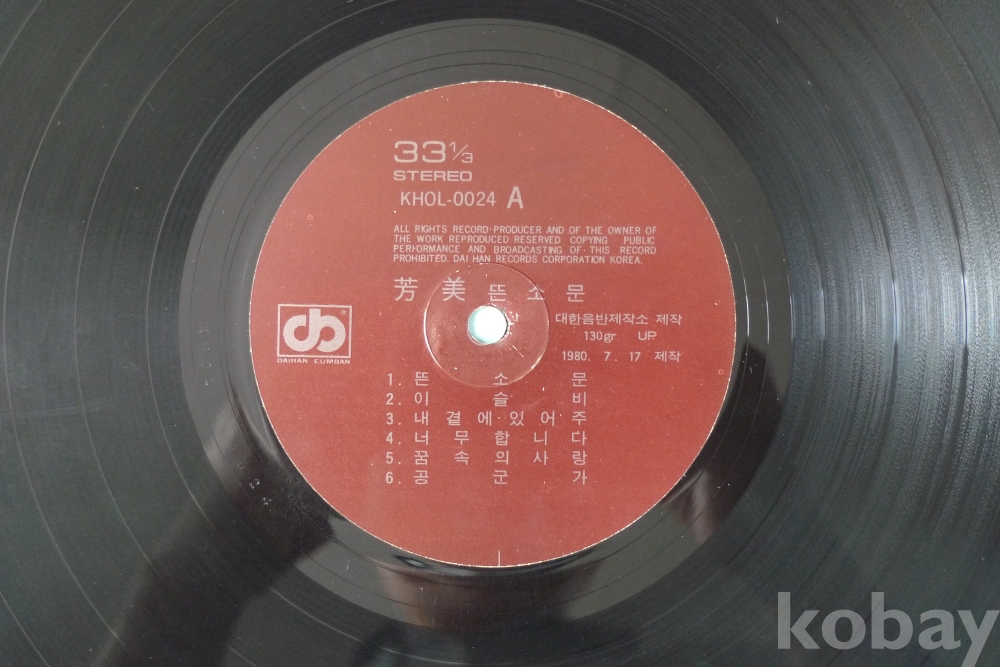 33 1/3
STEREO
KHOL-0024 A
ALL RIGHTS RECORD·PRODUCER AND OF THE OWNER OF
THE WORK REPRODUCED RESERVED COPYING PUBLIC
PERFORMANCE AND BROADCASTING OF·THIS RECORD
PROHIBITED. DAI HAN RECORDS CORPORATION KOREA.
芳美 뜬소문
대한음반제작소 제작
130gr UP
1980. 7. 17 제작
db
DAIHAN EUMBAN
1. 뜬소문
2. 이슬비
3. 내곁에·있어·주
4. 너무합니다
5. 꿈속의사랑
6. 공군가
kobay